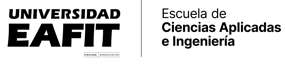 UNIVERSIDAD
EAFIT
Escuela de
Ciencias Aplicadas
e Ingeniería